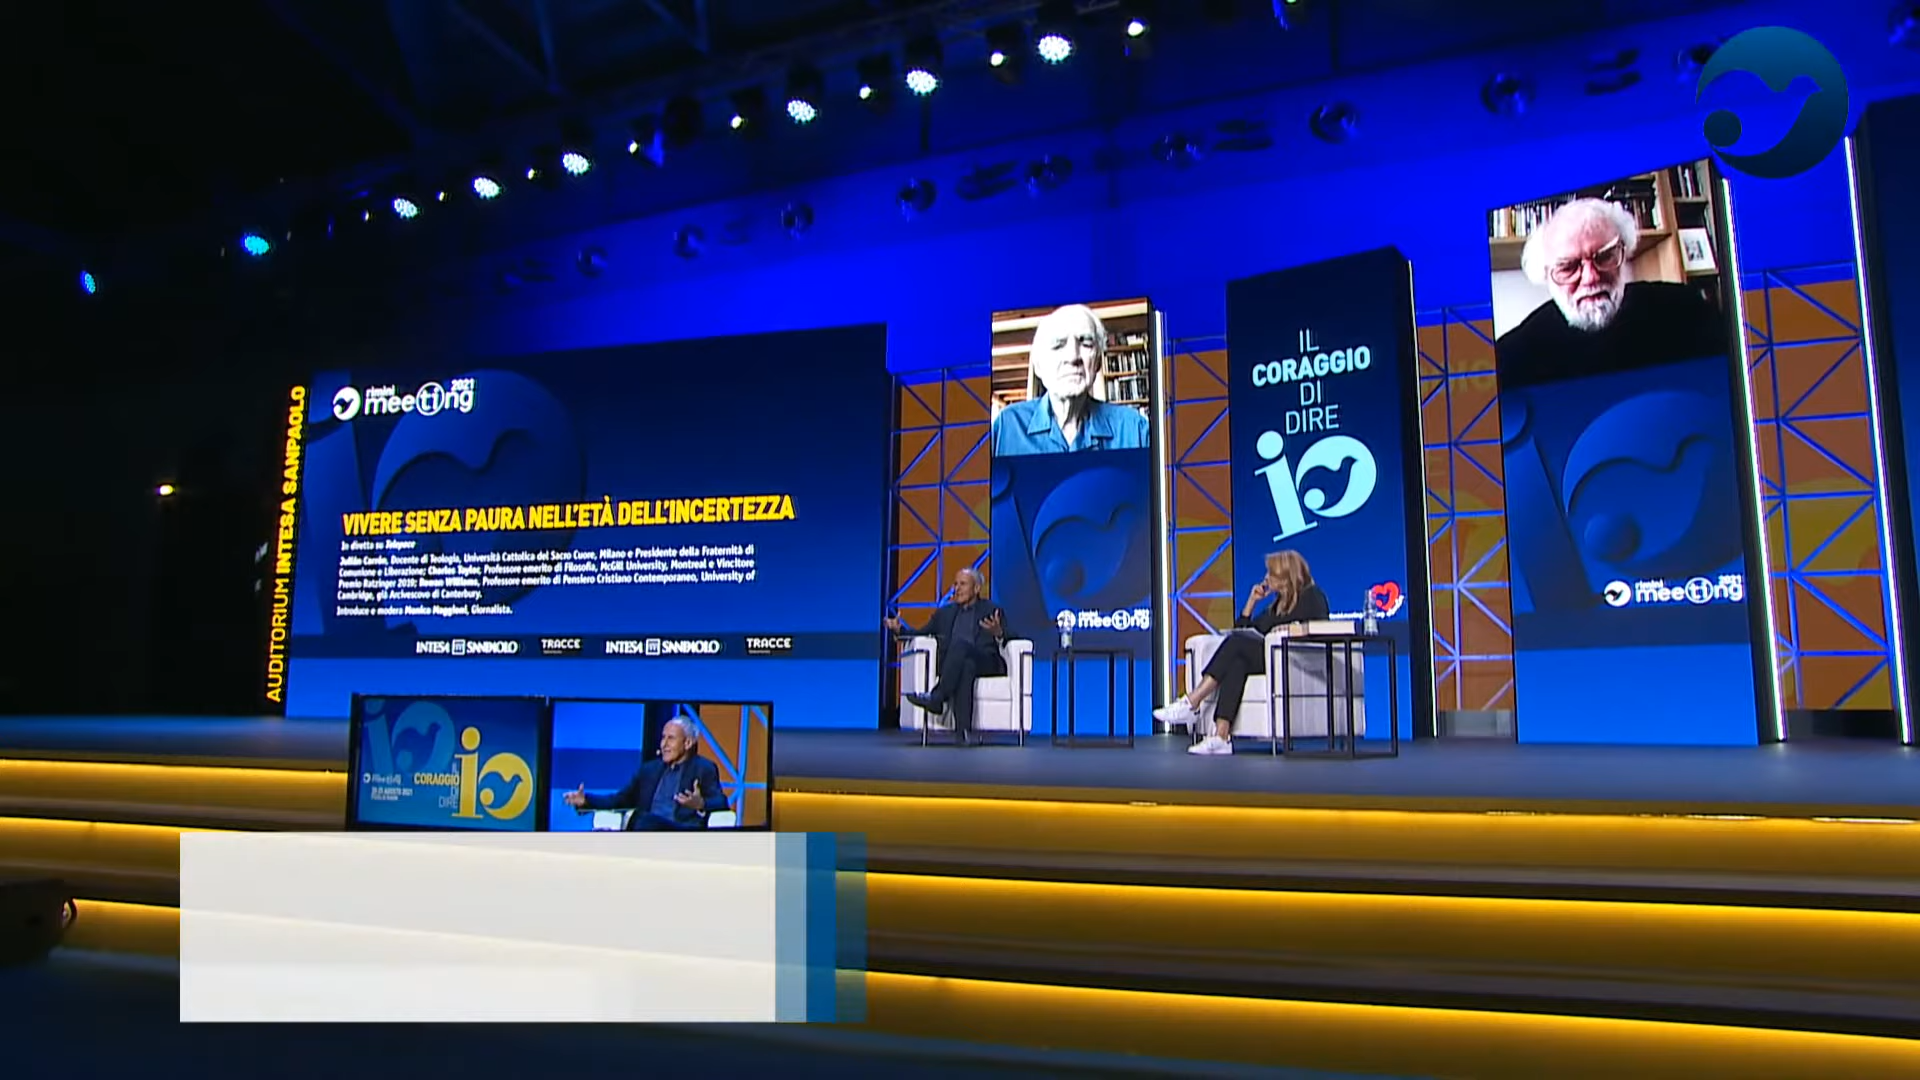 AUDITORIUM INTESA SANPAOLO
rimini
meeting
2021
VIVERE SENZA PAURA NELL'ETÀ DELL'INCERTEZZA
In diretta su Telepace
Julián Carrón, Docente di Teologia, Università Cattolica del Sacro Cuore, Milano e Presidente della Fraternità di
Comunione e Liberazione; Charles Taylor, Professore emerito di Filosofia, McGill University, Montreal e Vincitore
Premio Ratzinger 2019; Rowan Williams, Professore emerito di Pensiero Cristiano Contemporaneo, University of
Cambridge, già Arcivescovo di Canterbury.
Introduce e modera Monica Maggioni, Giornalista.
INTESA SANPAOLO TRACCE INTESA SANPAOLO TRACCE
IL
CORAGGIO
DI
DIRE
io
meeting
2021
rimini
meeting
2021
io
CORAGGIO
DIRE
io